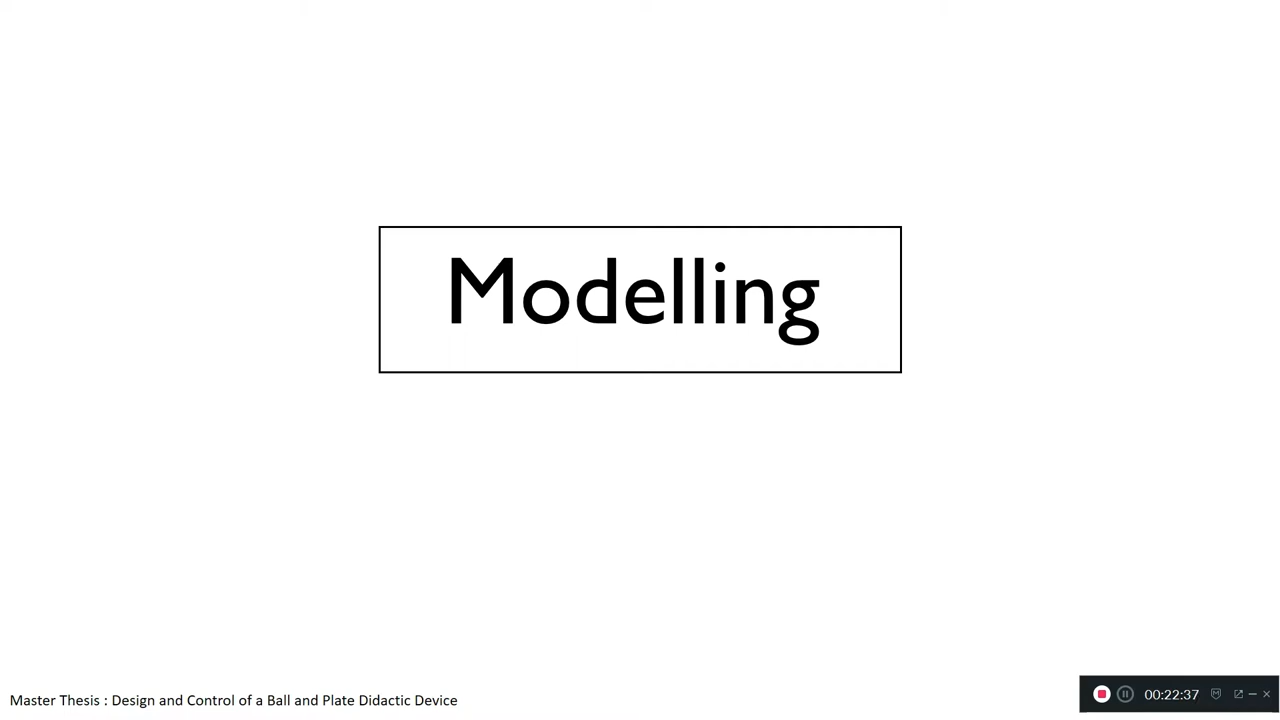 Modelling
Master Thesis : Design and Control of a Ball and Plate Didactic Device
00:22:37